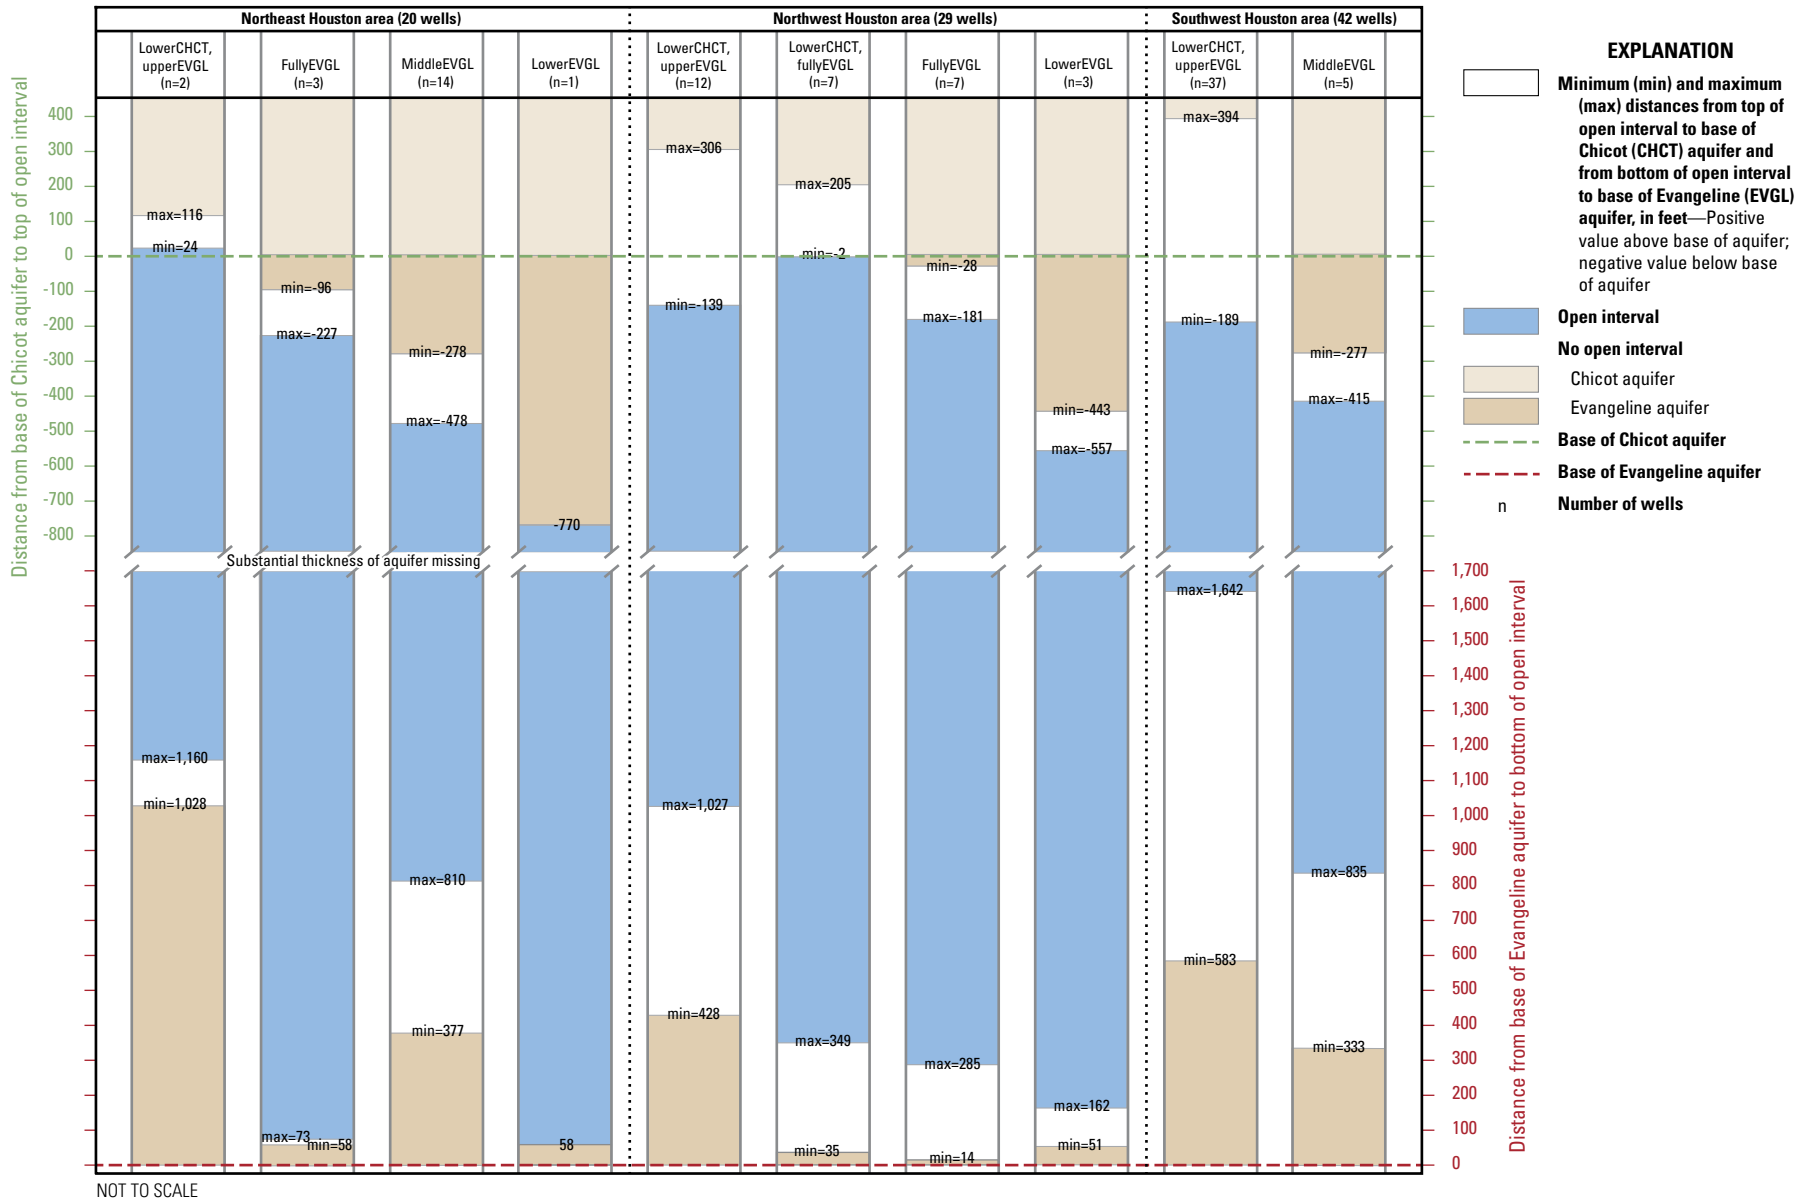 Northeast Houston area (20 wells)
Northwest Houston area (29 wells)
Southwest Houston area (42 wells)
LowerCHCT,
upperEVGL
(n=2)
FullyEVGL
(n=3)
MiddleEVGL
(n=14)
LowerEVGL
(n=1)
LowerCHCT,
upperEVGL
(n=12)
LowerCHCT,
fullyEVGL
(n=7)
FullyEVGL
(n=7)
LowerEVGL
(n=3)
LowerCHCT,
upperEVGL
(n=37)
MiddleEVGL
(n=5)
Distance from base of Chicot aquifer to top of open interval
400
300
200
100
0
-100
-200
-300
-400
-500
-600
-700
-800
max=116
min=24
min=-96
max=-227
min=-278
max=-478
-770
max=306
min=-139
max=205
min=-2
min=-28
max=-181
min=-443
max=-557
max=394
min=-189
min=-277
max=-415
Substantial thickness of aquifer missing
max=1,160
min=1,028
max=73
min=58
max=810
min=377
58
max=1,027
min=428
max=349
min=35
max=285
min=14
max=162
min=51
max=1,642
min=583
max=835
min=333
1,700
1,600
1,500
1,400
1,300
1,200
1,100
1,000
900
800
700
600
500
400
300
200
100
0
Distance from base of Evangeline aquifer to bottom of open interval
NOT TO SCALE
EXPLANATION
Minimum (min) and maximum
(max) distances from top of
open interval to base of
Chicot (CHCT) aquifer and
from bottom of open interval
to base of Evangeline (EVGL)
aquifer, in feet—Positive
value above base of aquifer;
negative value below base
of aquifer
Open interval
No open interval
Chicot aquifer
Evangeline aquifer
Base of Chicot aquifer
Base of Evangeline aquifer
n Number of wells